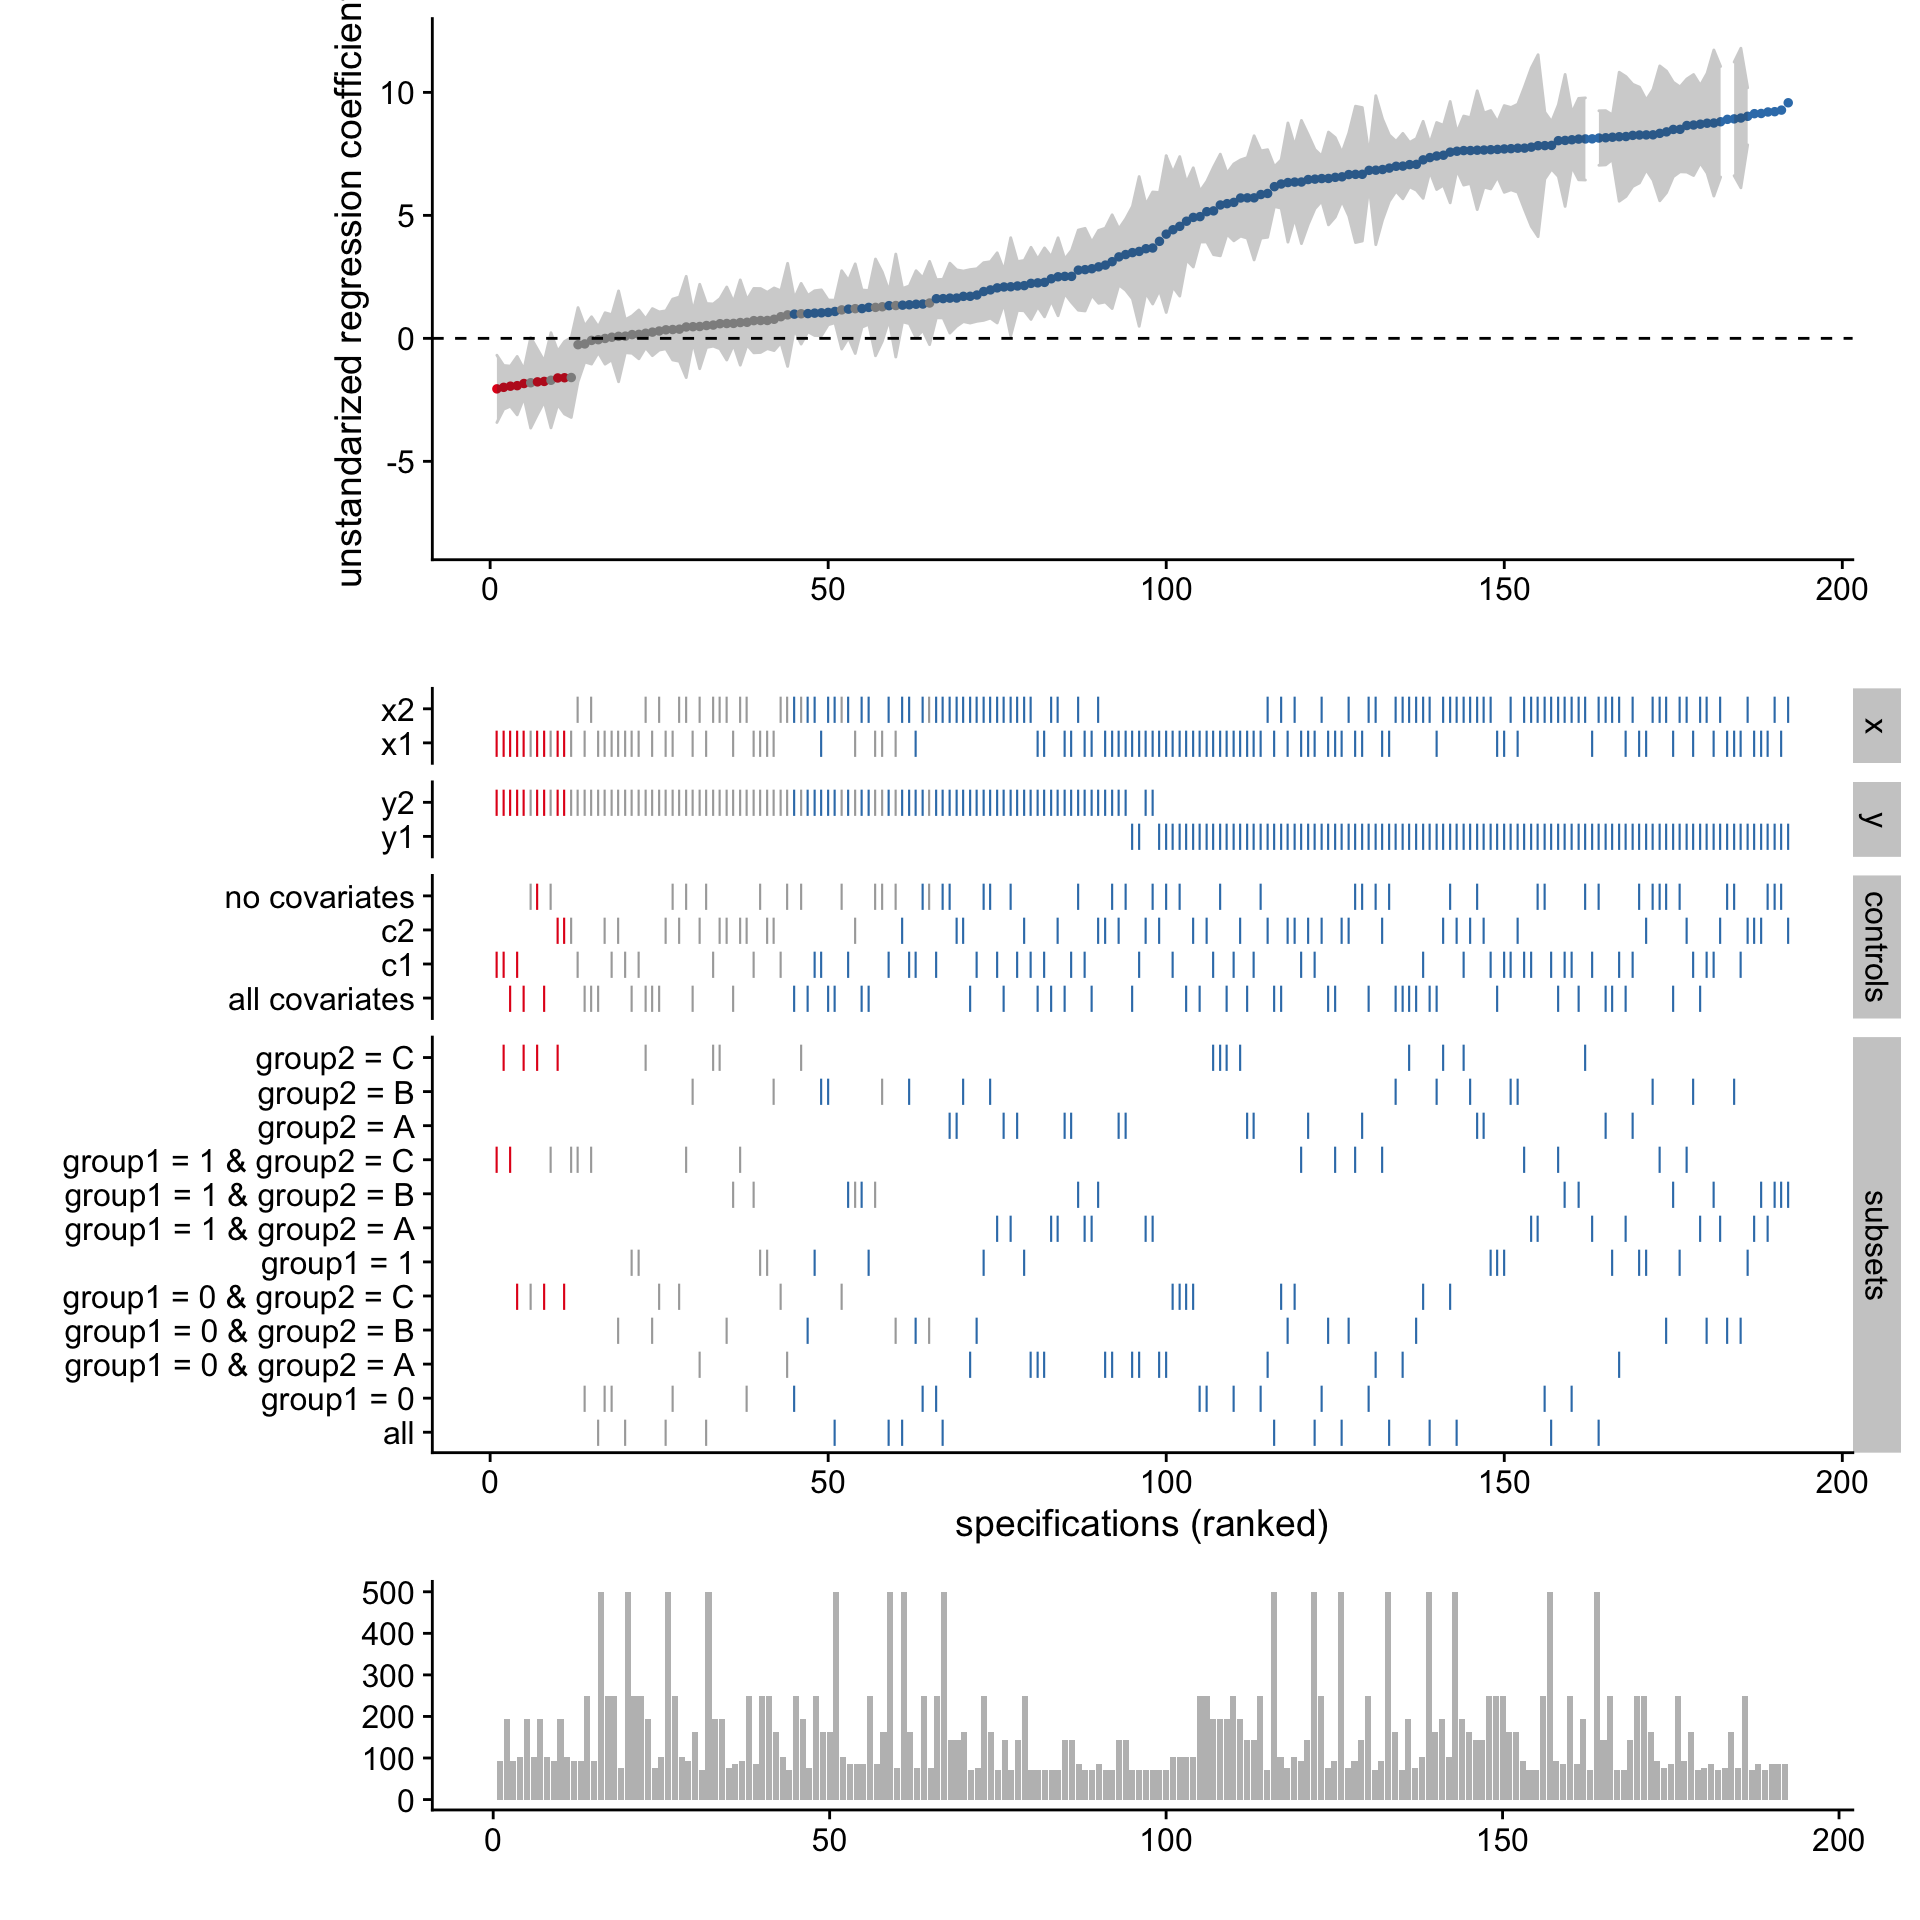 unstandarized regression coefficien
10
5
0
-5
0 50 100 150 200
x2
x1
x
y2
y1
y
no covariates
c2
c1
all covariates
controls
group2 = C
group2 = B
group2 = A
group1 = 1 & group2 = C
group1 = 1 & group2 = B
group1 = 1 & group2 = A
group1 = 1
group1 = 0 & group2 = C
group1 = 0 & group2 = B
group1 = 0 & group2 = A
group1 = 0
all
subsets
0 50 100 150 200
specifications (ranked)
500
400
300
200
100
0
0 50 100 150 200